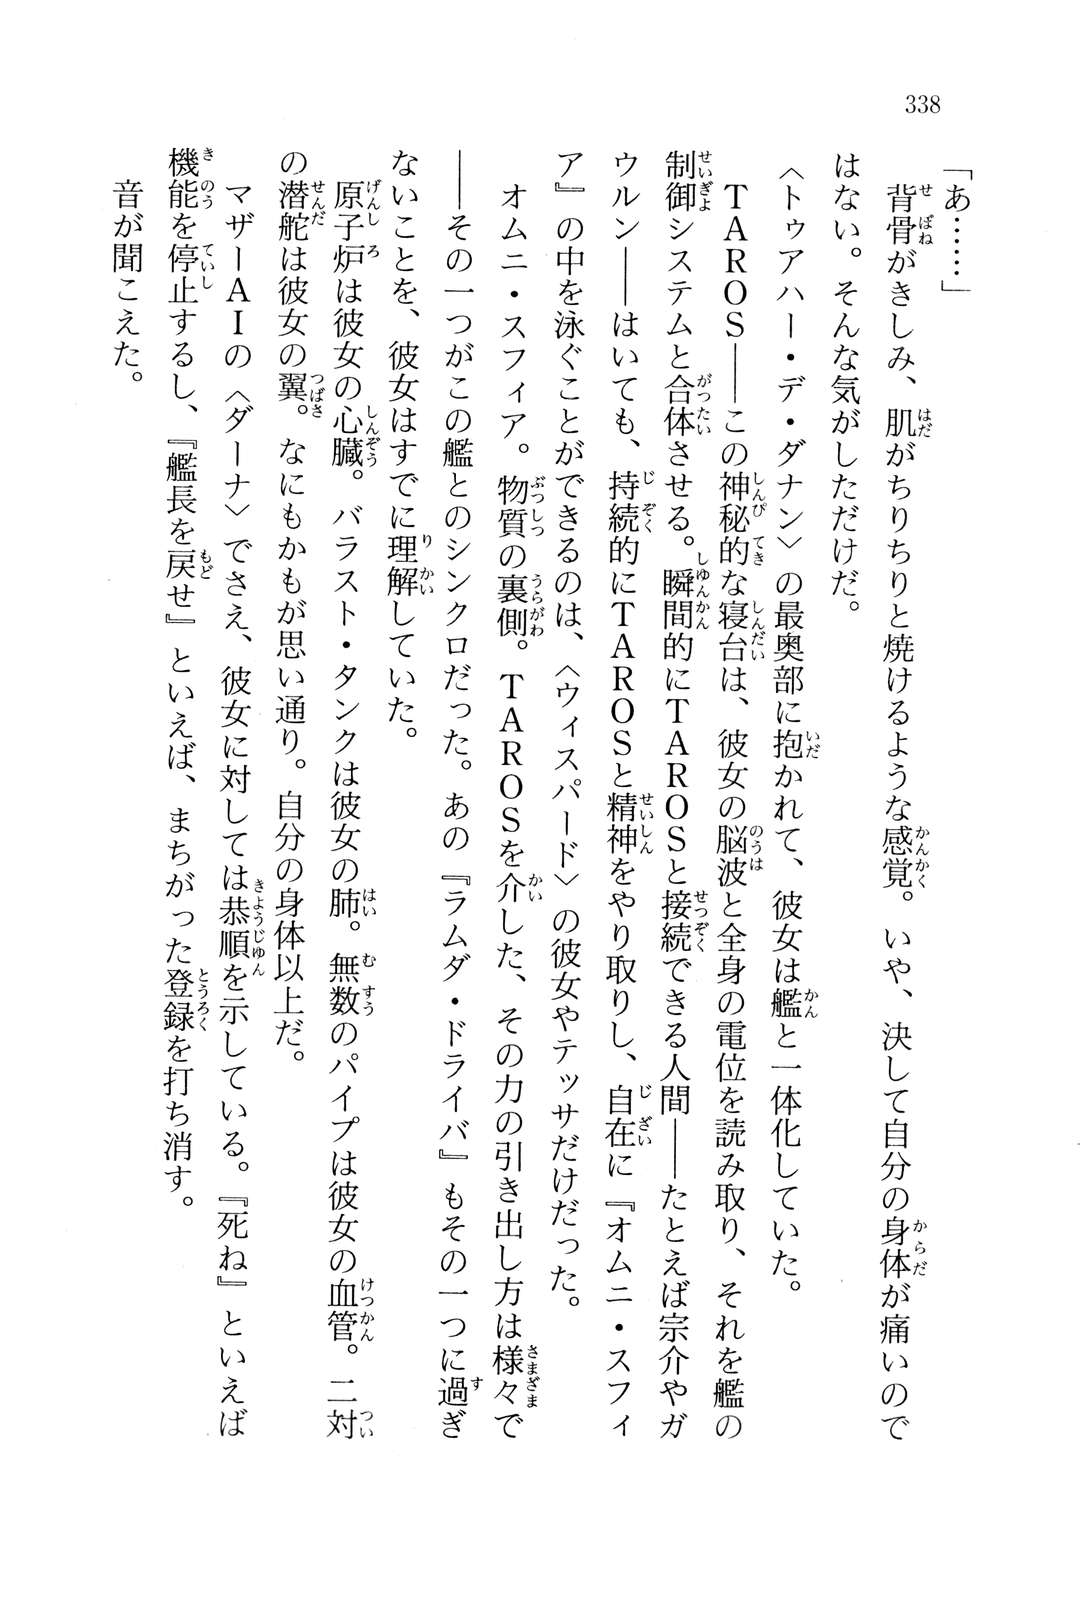 338
「あ……」
背骨がきしみ、肌がちりちりと焼けるような感覚。いや、決して自分の身体が痛いので
はない。そんな気がしただけだ。
〈トゥアハー・デ・ダナン〉の最奥部に抱かれて、彼女は艦と一体化していた。
TAROS——この神秘的な寝台は、彼女の脳波と全身の電位を読み取り、それを艦の
制御システムと合体させる。瞬間的にTAROSと接続できる人間——たとえば宗介やガ
ウルン——はいても、持続的にTAROSと精神をやり取りし、自在に『オムニ・スフィ
ア』の中を泳ぐことができるのは、〈ウィスパード〉の彼女やテッサだけだった。
オムニ・スフィア。物質の裏側。TAROSを介した、その力の引き出し方は様々で
——その一つがこの艦とのシンクロだった。あの『ラムダ・ドライバ』もその一つに過ぎ
ないことを、彼女はすでに理解していた。
原子炉は彼女の心臓。バラスト・タンクは彼女の肺。無数のパイプは彼女の血管。二対
の潜舵は彼女の翼。なにもかもが思い通り。自分の身体以上だ。
マザーAIの〈ダーナ〉でさえ、彼女に対しては恭順を示している。『死ね』といえば
機能を停止するし、『艦長を戻せ』といえば、まちがった登録を打ち消す。
音が聞こえた。